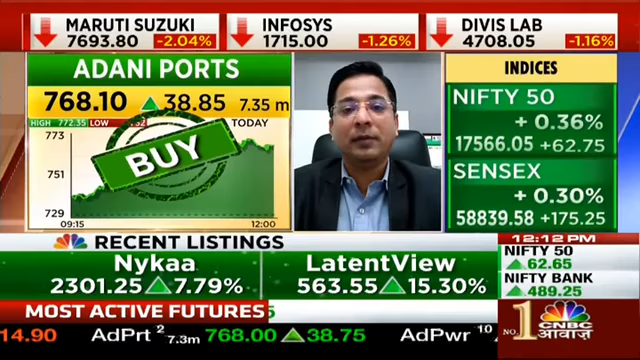 MARUTI SUZUKI
7693.80 -2.04%
INFOSYS
1715.00 -1.26%
DIVIS LAB
4708.05 -1.16%
ADANI PORTS
768.10 38.85 7.35 m
HIGH 772.35 LOW
TODAY
773
751
729
09:15 12:00
BUY
INDICES
NIFTY 50
+ 0.36%
17566.05 +62.75
SENSEX
+ 0.30%
58839.58 +175.25
RECENT LISTINGS
Nykaa
2301.25 7.79%
LatentView
563.55 15.30%
12:12 PM
NIFTY 50
62.65
NIFTY BANK
489.25
MOST ACTIVE FUTURES
14.90 AdPrt 2 7.3m 768.00 38.75 AdPwr 10
NO. 1 CNBC
आवाज़